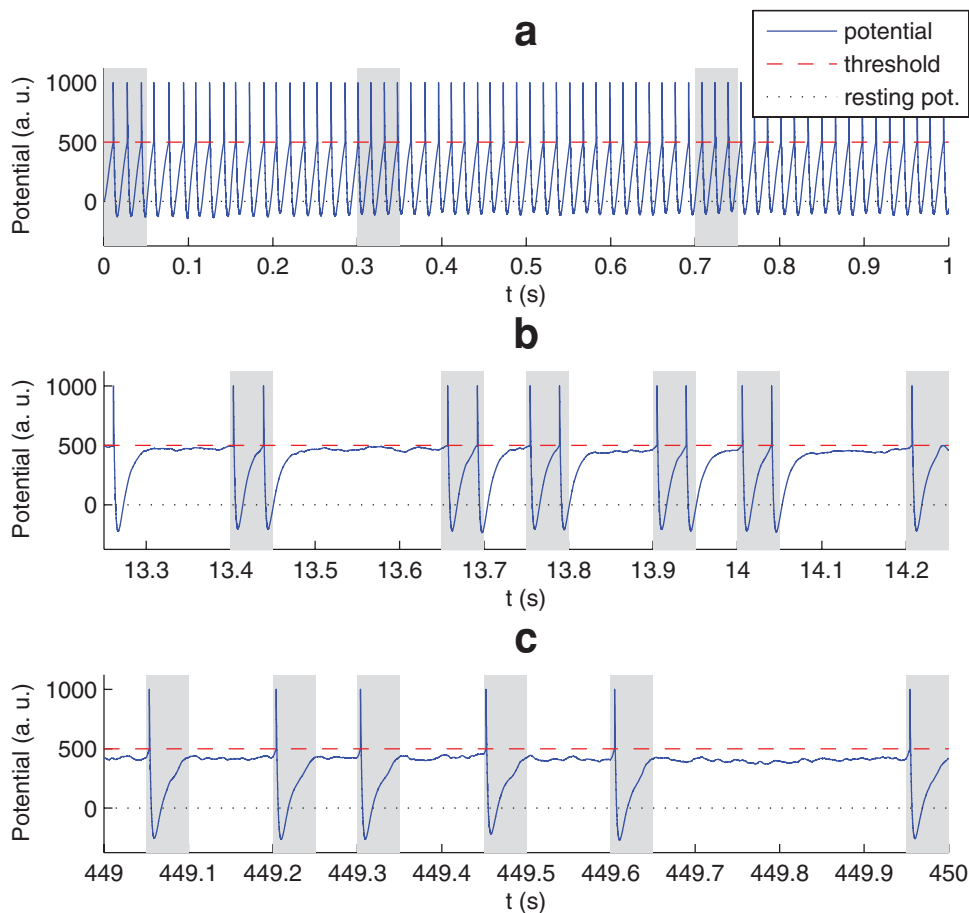 a
potential
threshold
resting pot.
Potential (a. u.)
1000
500
0
0 0.1 0.2 0.3 0.4 0.5 0.6 0.7 0.8 0.9 1
t (s)
b
Potential (a. u.)
1000
500
0
13.3 13.4 13.5 13.6 13.7 13.8 13.9 14 14.1 14.2
t (s)
c
Potential (a. u.)
1000
500
0
449 449.1 449.2 449.3 449.4 449.5 449.6 449.7 449.8 449.9 450
t (s)